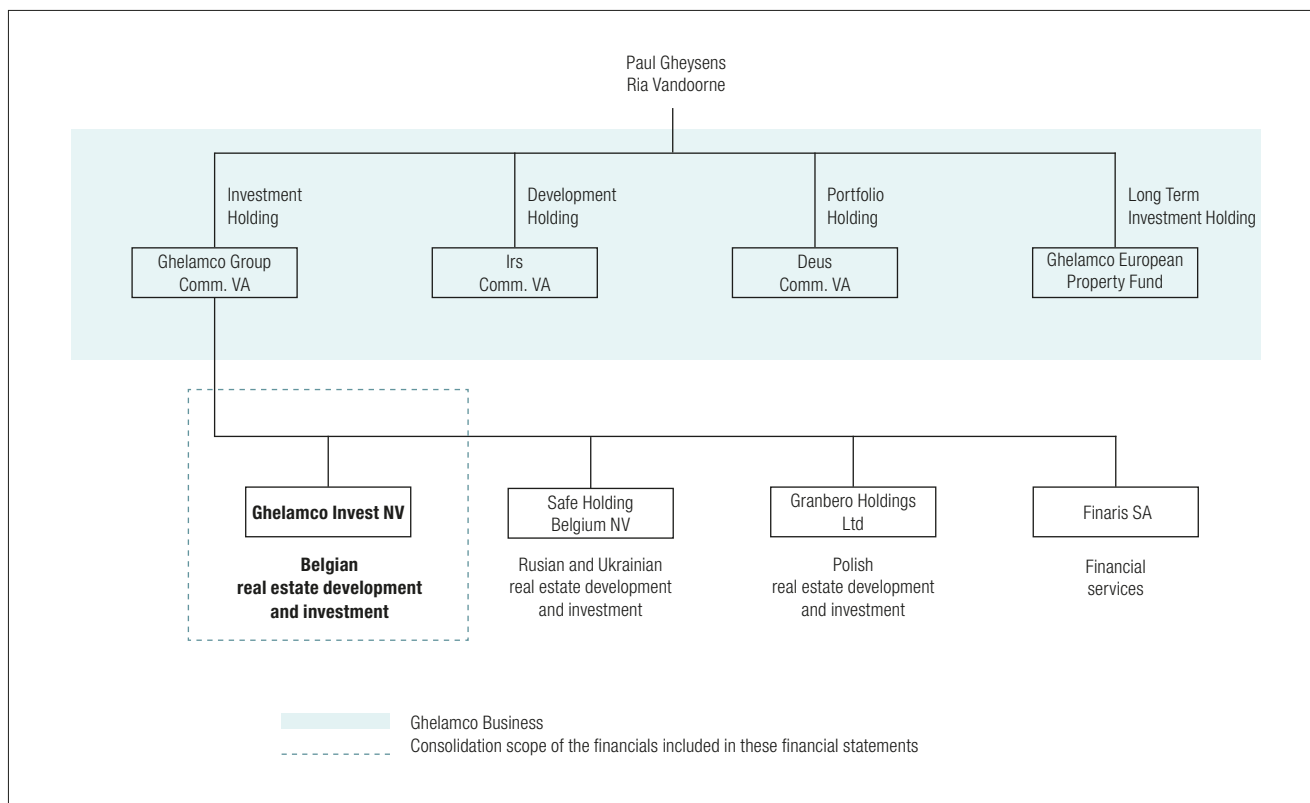 Paul Gheysens
Ria Vandoorne
Investment
Holding
Development
Holding
Portfolio
Holding
Long Term
Investment Holding
Ghelamco Group
Comm. VA
Irs
Comm. VA
Deus
Comm. VA
Ghelamco European
Property Fund
Ghelamco Invest NV
Safe Holding
Belgium NV
Granbero Holdings
Ltd
Finaris SA
Belgian
real estate development
and investment
Rusian and Ukrainian
real estate development
and investment
Polish
real estate development
and investment
Financial
services
Ghelamco Business
Consolidation scope of the financials included in these financial statements